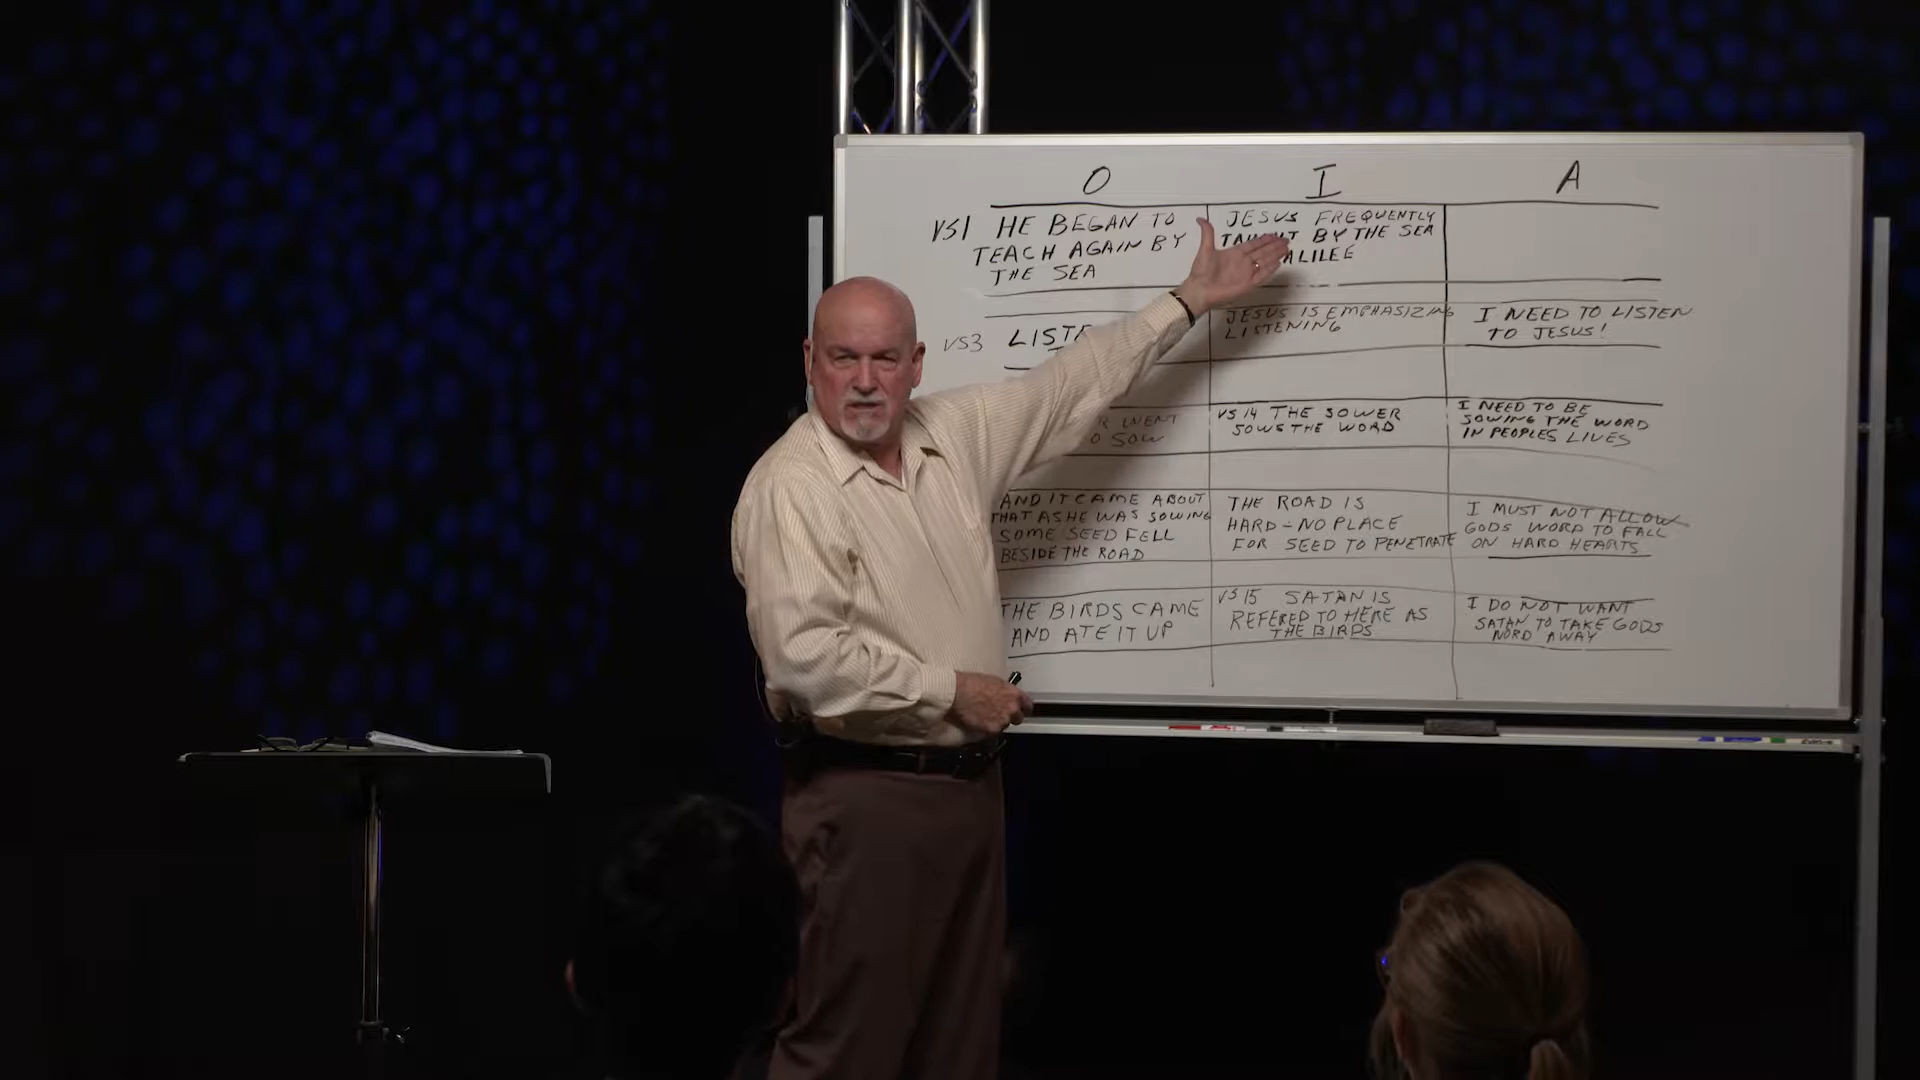 O I A
VS1 HE BEGAN TO
TEACH AGAIN BY
THE SEA
JESUS FREQUENTLY
BY THE SEA
VS3 LISTE
JESUS IS EMPHASIZING
LISTENING
I NEED TO LISTEN
TO JESUS!
R WENT
O SOW
VS 14 THE SOWER
SOWS THE WORD
I NEED TO BE
SOWING THE WORD
IN PEOPLES LIVES
AND IT CAME ABOUT
THAT AS HE WAS SOWING
SOME SEED FELL
BESIDE THE ROAD
THE ROAD IS
HARD - NO PLACE
FOR SEED TO PENETRATE
I MUST NOT ALLOW
GODS WORD TO FALL
ON HARD HEARTS
THE BIRDS CAME
AND ATE IT UP
VS 15 SATAN IS
REFERED TO HERE AS
THE BIRDS
I DO NOT WANT
SATAN TO TAKE GODS
WORD AWAY